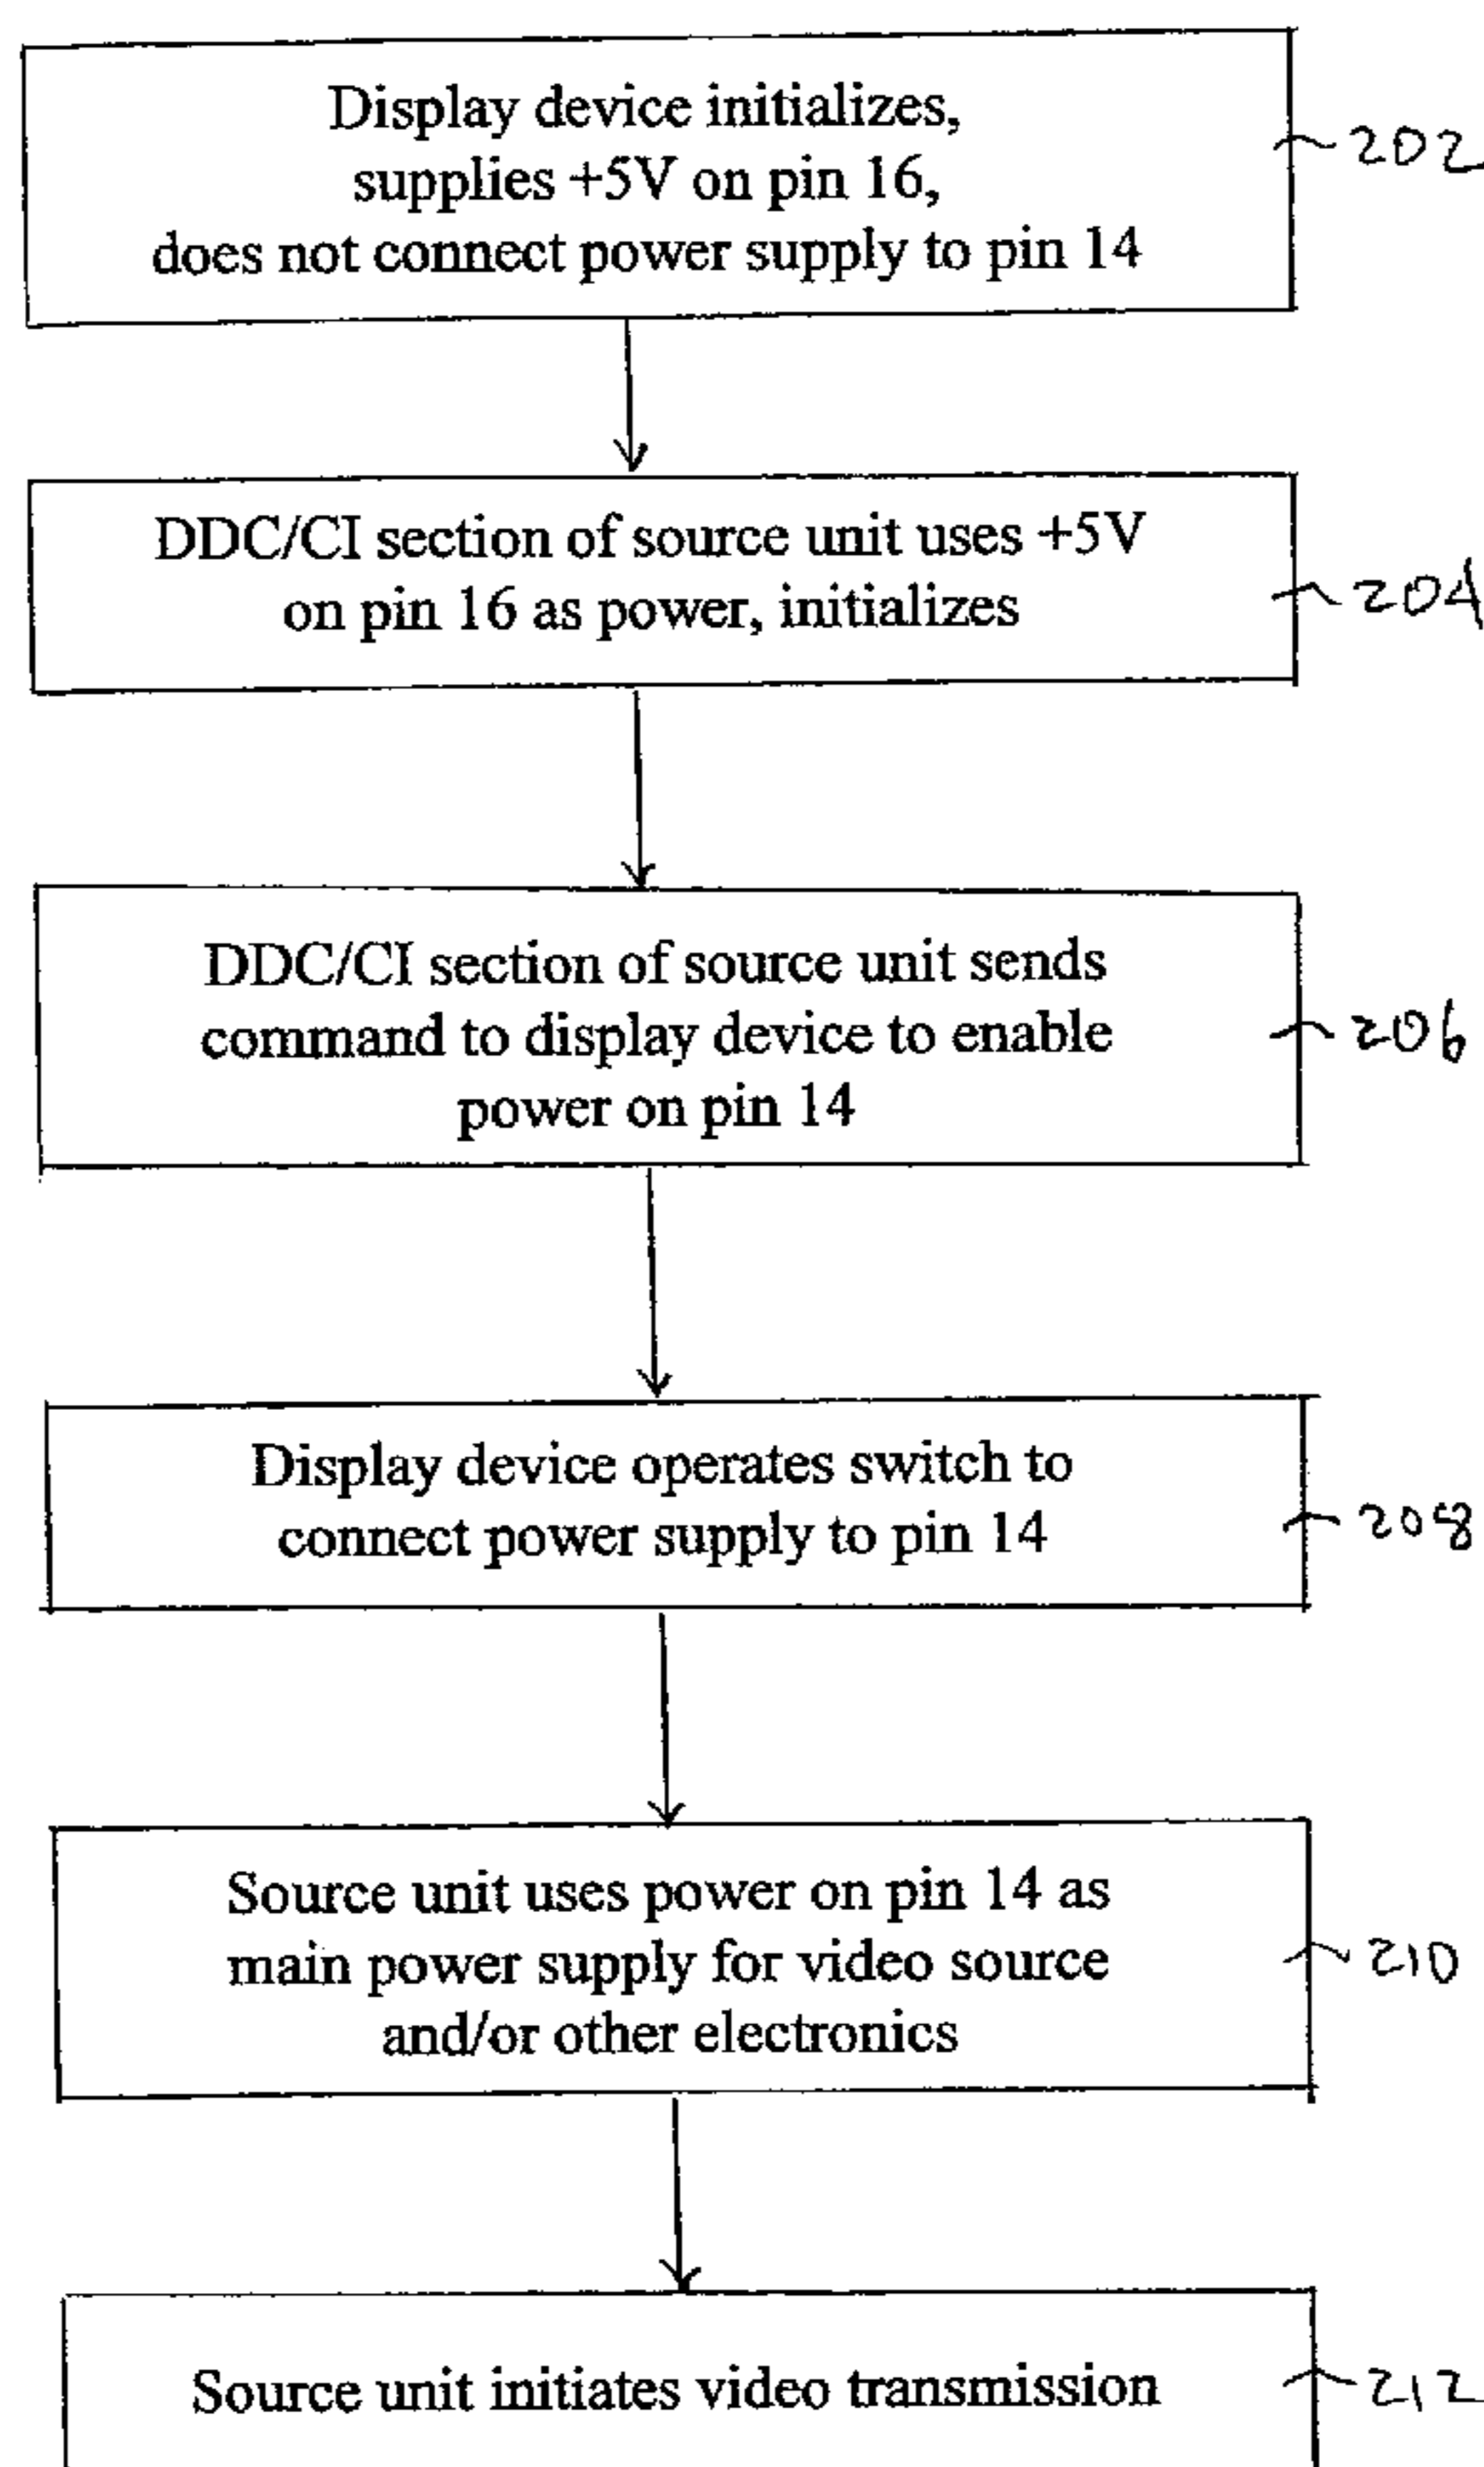 Display device initializes,
supplies +5V on pin 16,
does not connect power supply to pin 14
202
DDC/CI section of source unit uses +5V
on pin 16 as power, initializes
204
DDC/CI section of source unit sends
command to display device to enable
power on pin 14
206
Display device operates switch to
connect power supply to pin 14
208
Source unit uses power on pin 14 as
main power supply for video source
and/or other electronics
210
Source unit initiates video transmission
212